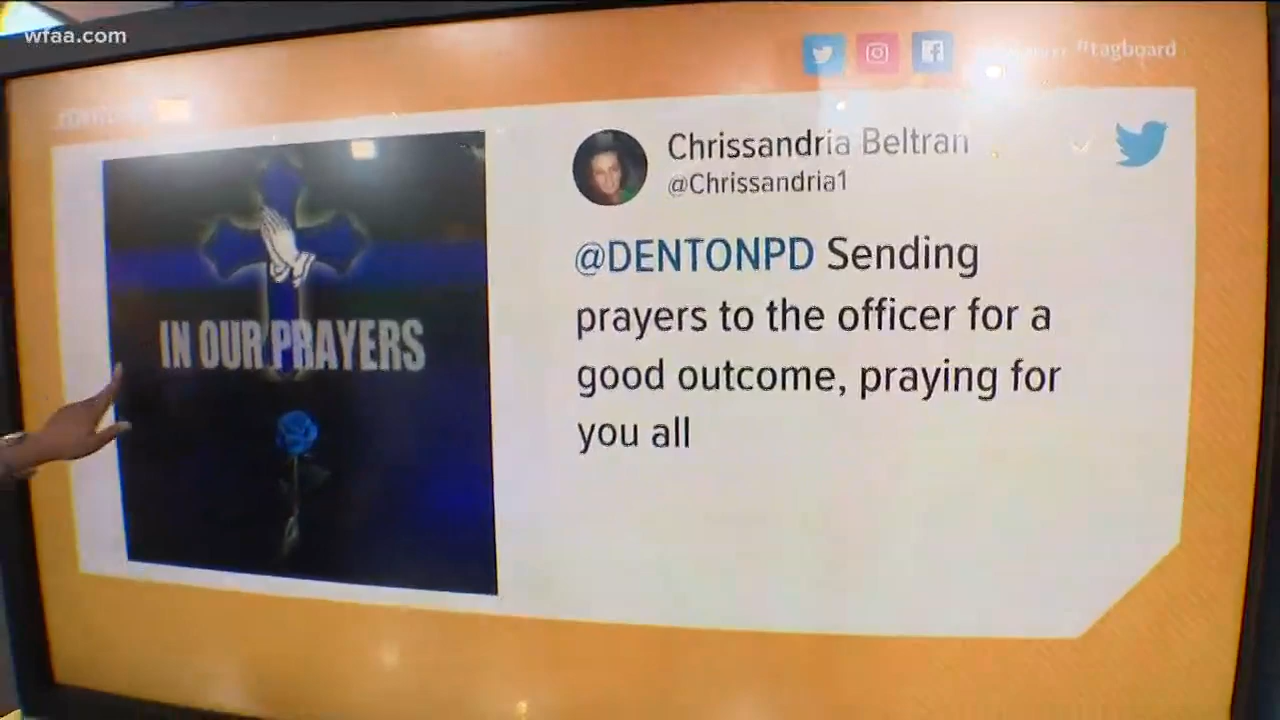 wfaa.com
#tagboard
Chrissandria Beltran
@Chrissandria1
@DENTONPD Sending
prayers to the officer for a
good outcome, praying for
you all
IN OUR PRAYERS